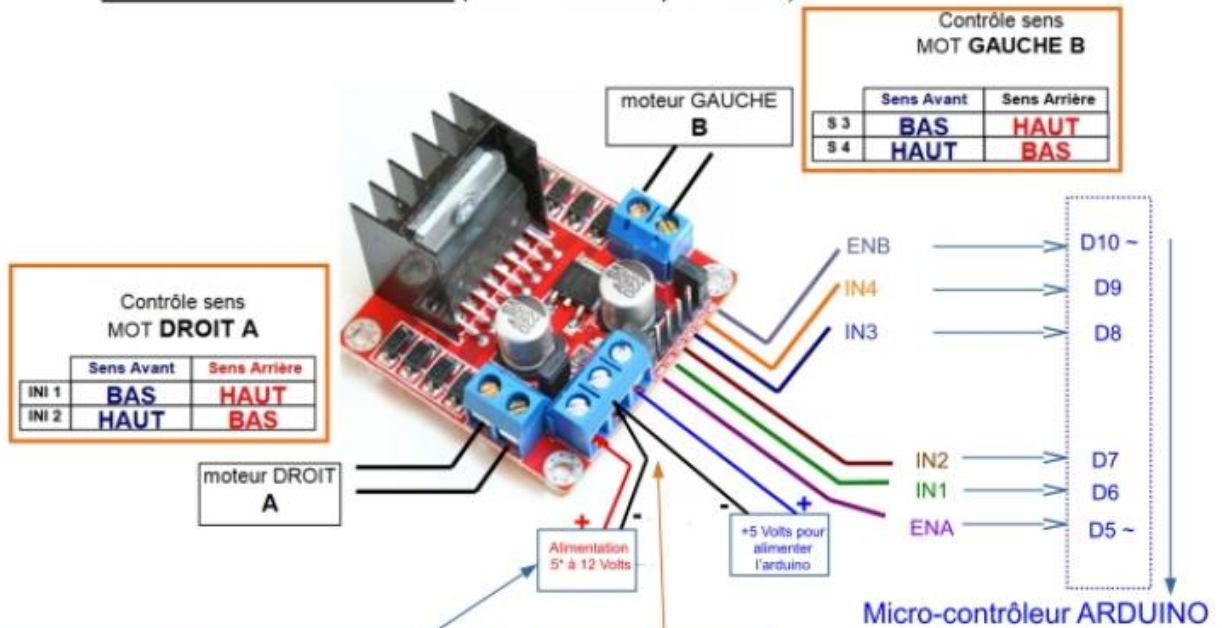 Contrôle sens
MOT GAUCHE B
Sens Avant Sens Arrière
S 3 BAS HAUT
S 4 HAUT BAS
moteur GAUCHE
B
Contrôle sens
MOT DROIT A
Sens Avant Sens Arrière
INI 1 BAS HAUT
INI 2 HAUT BAS
moteur DROIT
A
ENB D10 ~
IN4 D9
IN3 D8
IN2 D7
IN1 D6
ENA D5 ~
+ -
Alimentation
5* à 12 Volts
- +
+5 Volts pour
alimenter
l'arduino
Micro-contrôleur ARDUINO